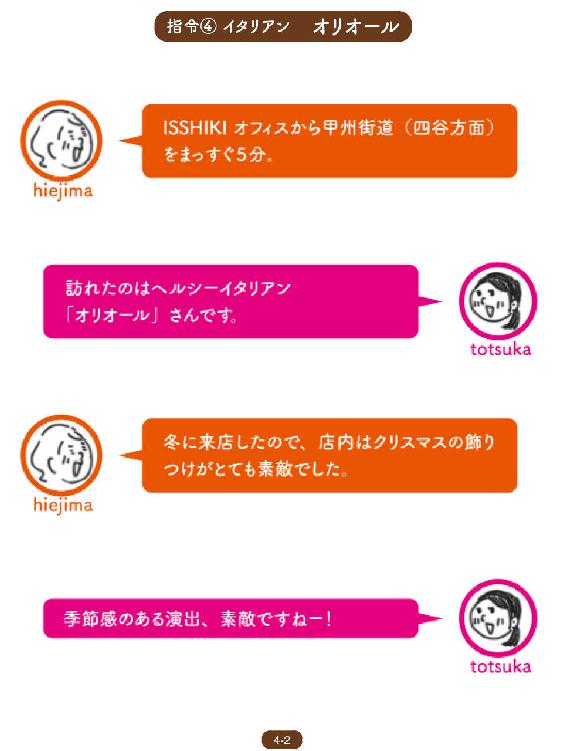 指令④ イタリアン　オリオール
ISSHIKI オフィスから甲州街道（四谷方面）
をまっすぐ5分。
hiejima
訪れたのはヘルシーイタリアン
「オリオール」さんです。
totsuka
冬に来店したので、店内はクリスマスの飾り
つけがとても素敵でした。
hiejima
季節感のある演出、素敵ですねー！
totsuka
4-2